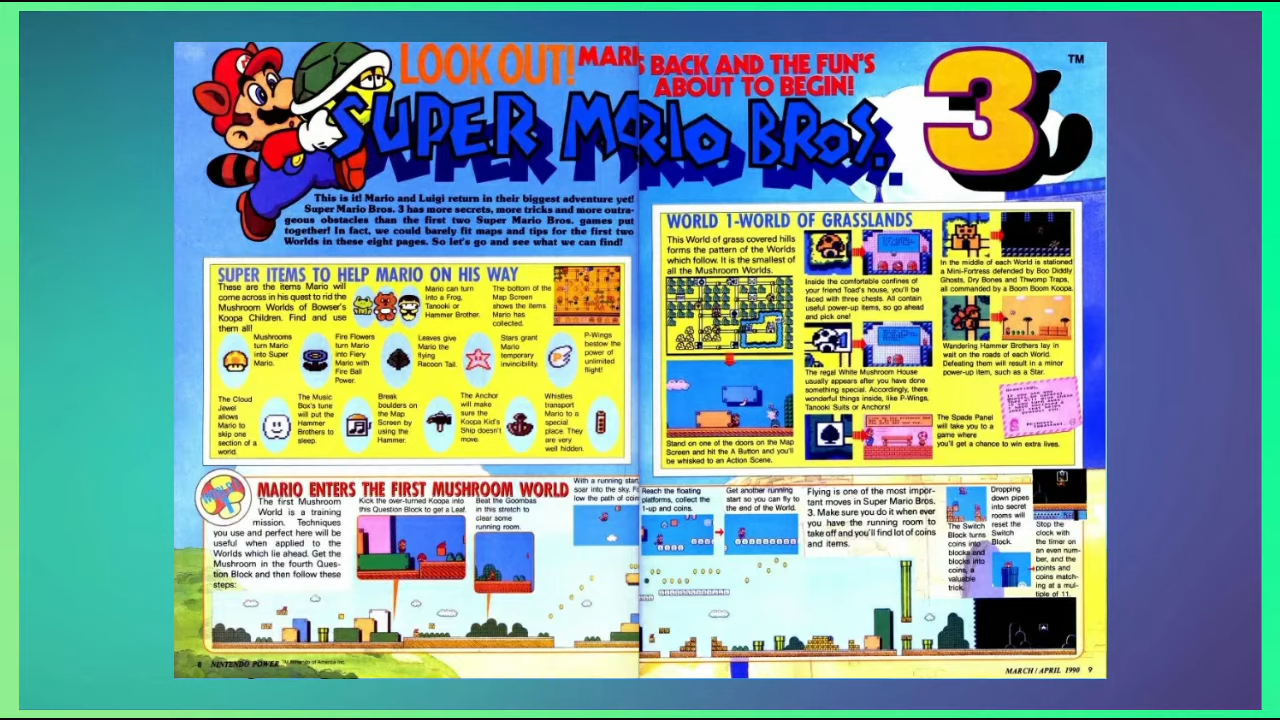 LOOK OUT! MARI
'S BACK AND THE FUN'S
ABOUT TO BEGIN!
SUPER MARIO BROS. 3 ™
This is it! Mario and Luigi return in their biggest adventure yet!
Super Mario Bros. 3 has more secrets, more tricks and more outra-
geous obstacles than the first two Super Mario Bros. games put
together! In fact, we could barely fit maps and tips for the first two
Worlds in these eight pages. So let's go and see what we can find!
SUPER ITEMS TO HELP MARIO ON HIS WAY
These are the items Mario will
come across in his quest to rid the
Mushroom Worlds of Bowser's
Koopa Children. Find and use
them all!
Mario can turn
into a Frog,
Tanooki or
Hammer Brother.
The bottom of the
Map Screen
shows the items
Mario has
collected.
Mushrooms
turn Mario
into Super
Mario.
Fire Flowers
turn Mario
into Fiery
Mario with
Fire Ball
Power.
Leaves give
Mario the
flying
Racoon Tail.
Stars grant
Mario
temporary
invincibility.
P-Wings
bestow the
power of
unlimited
flight!
The Cloud
Jewel
allows
Mario to
skip one
section of a
world.
The Music
Box's tune
will put the
Hammer
Brothers to
sleep.
Break
boulders on
the Map
Screen by
using the
Hammer.
The Anchor
will make
sure the
Koopa Kid's
Ship doesn't
move.
Whistles
transport
Mario to a
special
place. They
are very
well hidden.
MARIO ENTERS THE FIRST MUSHROOM WORLD
The first Mushroom
World is a training
mission. Techniques
you use and perfect here will be
useful when applied to the
Worlds which lie ahead. Get the
Mushroom in the fourth Ques-
tion Block and then follow these
steps:
Kick the over-turned Koopa into
this Question Block to get a Leaf.
Beat the Goombas
in this stretch to
clear some
running room.
With a running start
soar into the sky. Fo
low the path of coin
8 NINTENDO POWER TM Nintendo of America Inc.
WORLD 1-WORLD OF GRASSLANDS
This World of grass covered hills
forms the pattern of the Worlds
which follow. It is the smallest of
all the Mushroom Worlds.
Stand on one of the doors on the Map
Screen and hit the A Button and you'll
be whisked to an Action Scene.
Inside the comfortable confines of
your friend Toad's house, you'll be
faced with three chests. All contain
useful power-up items, so go ahead
and pick one!
The regal White Mushroom House
usually appears after you have done
something special. Accordingly, there
wonderful things inside, like P-Wings,
Tanooki Suits or Anchors!
In the middle of each World is stationed
a Mini-Fortress defended by Boo Diddly
Ghosts, Dry Bones and Thwomp Traps,
all commanded by a Boom Boom Koopa.
Wandering Hammer Brothers lay in
wait on the roads of each World.
Defeating them will result in a minor
power-up item, such as a Star.
The Spade Panel
will take you to a
game where
you'll get a chance to win extra lives.
Reach the floating
platforms, collect the
1-up and coins.
Get another running
start so you can fly to
the end of the World.
Flying is one of the most impor-
tant moves in Super Mario Bros.
3. Make sure you do it when ever
you have the running room to
take off and you'll find lot of coins
and items.
The Switch
Block turns
coins into
blocks and
blocks into
coins, a
valuable
trick.
Dropping
down pipes
into secret
rooms will
reset the
Switch
Block.
Stop the
clock with
the timer on
an even num-
ber, and the
points and
coins match-
ing at a mul-
tiple of 11.
MARCH/APRIL 1990 9